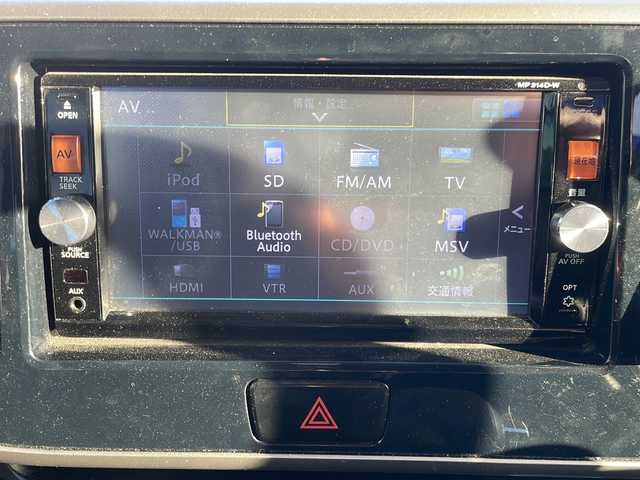 MP314D-W
OPEN
AV
情報・設定
AV
TRACK
SEEK
iPod
SD
FM/AM
TV
現在地
音量
WALKMAN®
/USB
Bluetooth
Audio
CD/DVD
MSV
<
メニュー
PUSH
SOURCE
PUSH
AV OFF
AUX
HDMI
VTR
AUX
交通情報
OPT